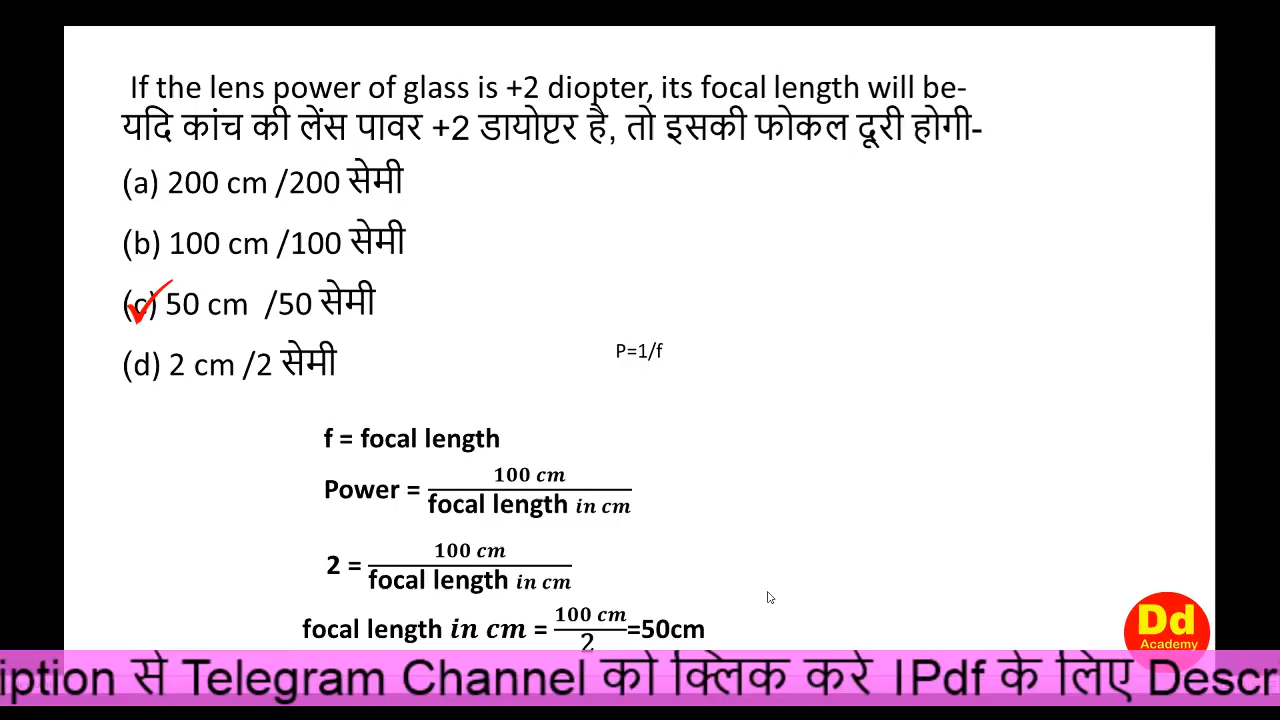 If the lens power of glass is +2 diopter, its focal length will be-
यदि कांच की लेंस पावर +2 डायोप्टर है, तो इसकी फोकल दूरी होगी-
(a) 200 cm /200 सेमी
(b) 100 cm /100 सेमी
(c) 50 cm /50 सेमी
(d) 2 cm /2 सेमी
P=1/f
f = focal length
Power = 100 cm / focal length in cm
2 = 100 cm / focal length in cm
focal length in cm = 100 cm / 2 =50cm
Dd
Academy
iption से Telegram Channel को क्लिक करे ।Pdf के लिए Descr